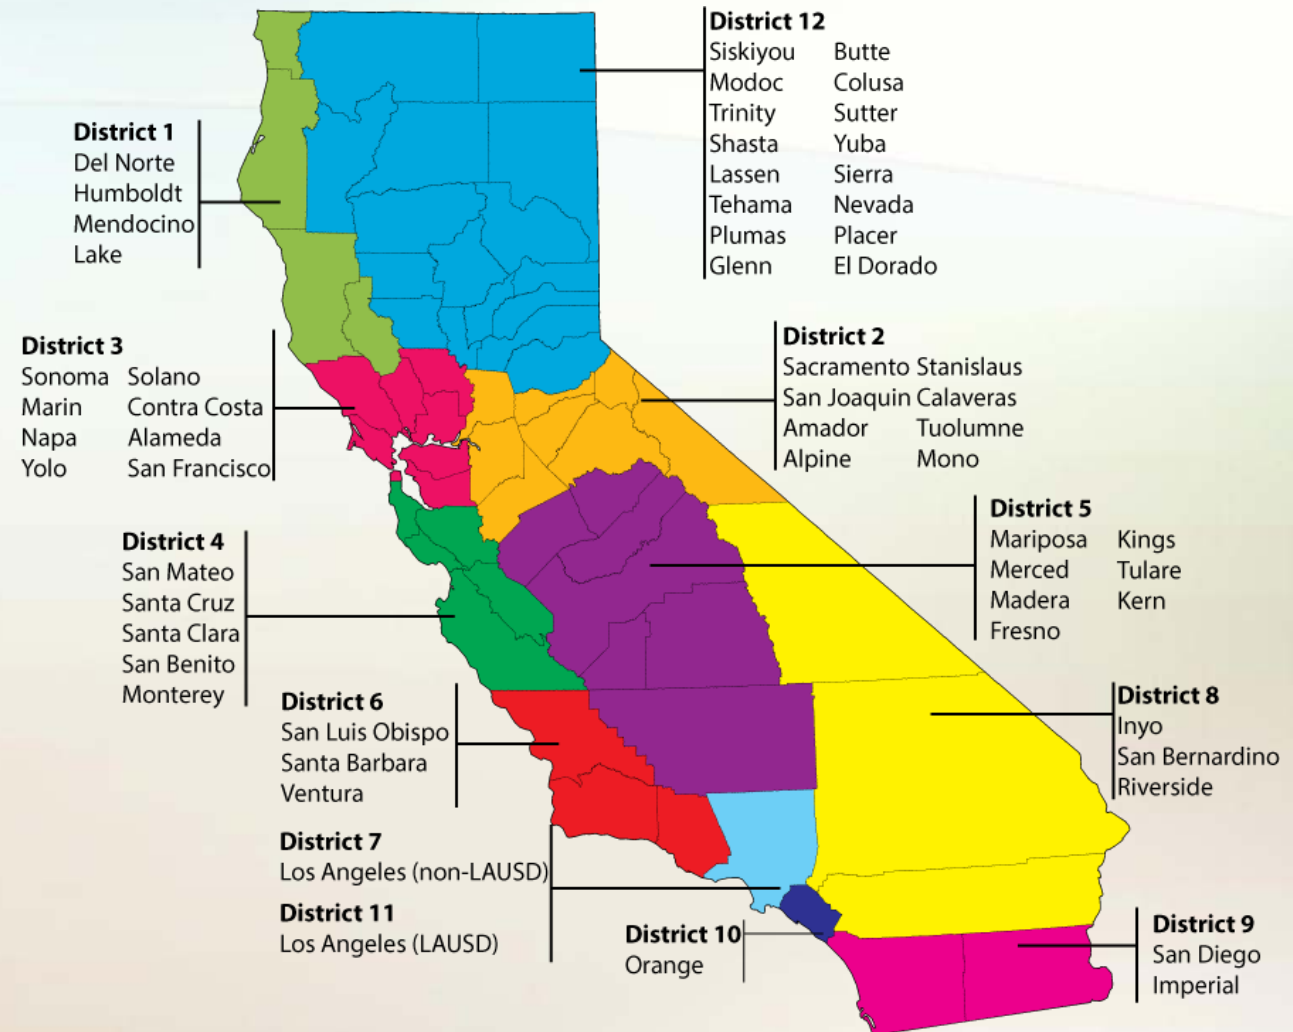 District 12
Siskiyou Butte
Modoc Colusa
Trinity Sutter
Shasta Yuba
Lassen Sierra
Tehama Nevada
Plumas Placer
Glenn El Dorado
District 1
Del Norte
Humboldt
Mendocino
Lake
District 3
Sonoma Solano
Marin Contra Costa
Napa Alameda
Yolo San Francisco
District 2
Sacramento Stanislaus
San Joaquin Calaveras
Amador Tuolumne
Alpine Mono
District 4
San Mateo
Santa Cruz
Santa Clara
San Benito
Monterey
District 5
Mariposa Kings
Merced Tulare
Madera Kern
Fresno
District 6
San Luis Obispo
Santa Barbara
Ventura
District 8
Inyo
San Bernardino
Riverside
District 7
Los Angeles (non-LAUSD)
District 11
Los Angeles (LAUSD)
District 10
Orange
District 9
San Diego
Imperial